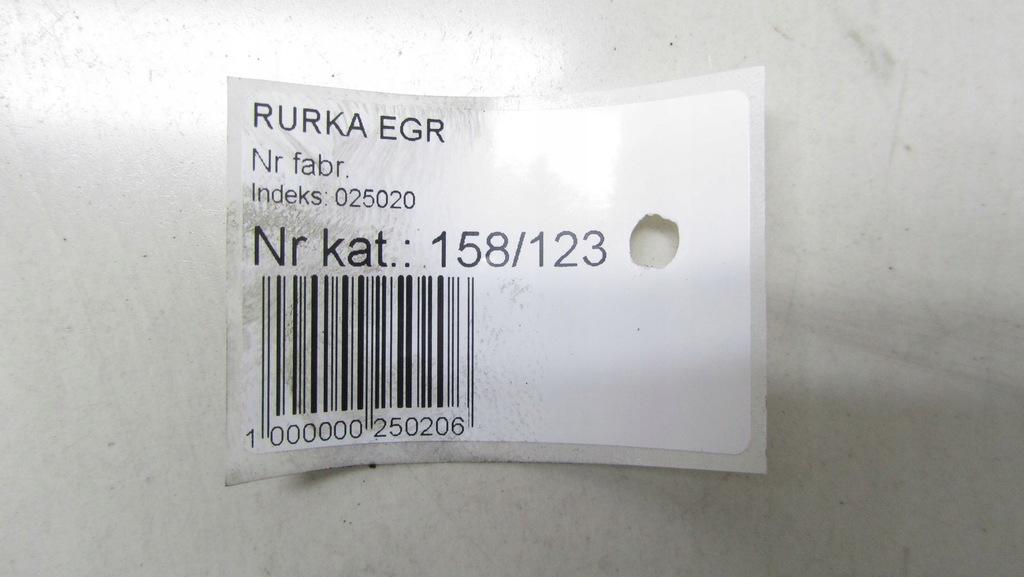 RURKA EGR
Nr fabr.
Indeks: 025020
Nr kat.: 158/123
1 000000 250206